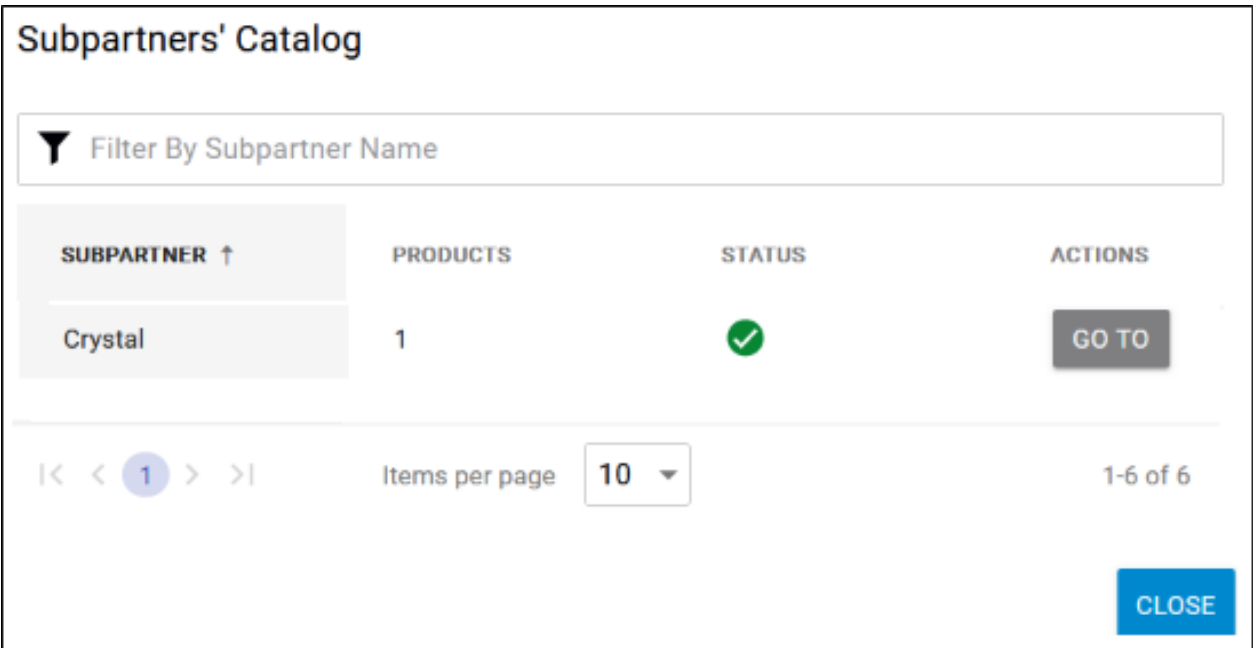 Subpartners' Catalog
Filter By Subpartner Name
SUBPARTNER ↑ PRODUCTS STATUS ACTIONS
Crystal 1 GO TO
|< < 1 > >| Items per page 10 1-6 of 6
CLOSE